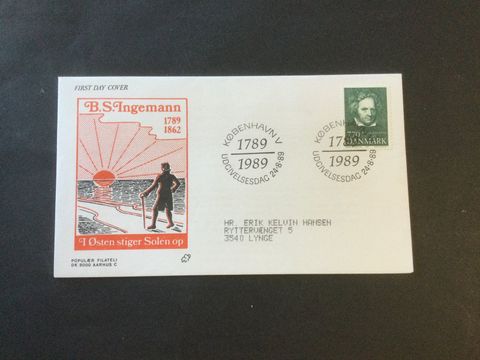 FIRST DAY COVER
B.S. Ingemann
1789
1862
I Østen stiger Solen op
POPULÆR FILATELI
DK 8000 AARHUS C
KØBENHAVN V
1789
1989
UDGIVELSESDAG 24-8-89
KØBENHAVN V
1789
1989
UDGIVELSESDAG 24-8-89
770
DANMARK
HR. ERIK KELVIN HANSEN
RYTTERVÆNGET 5
3540 LYNGE